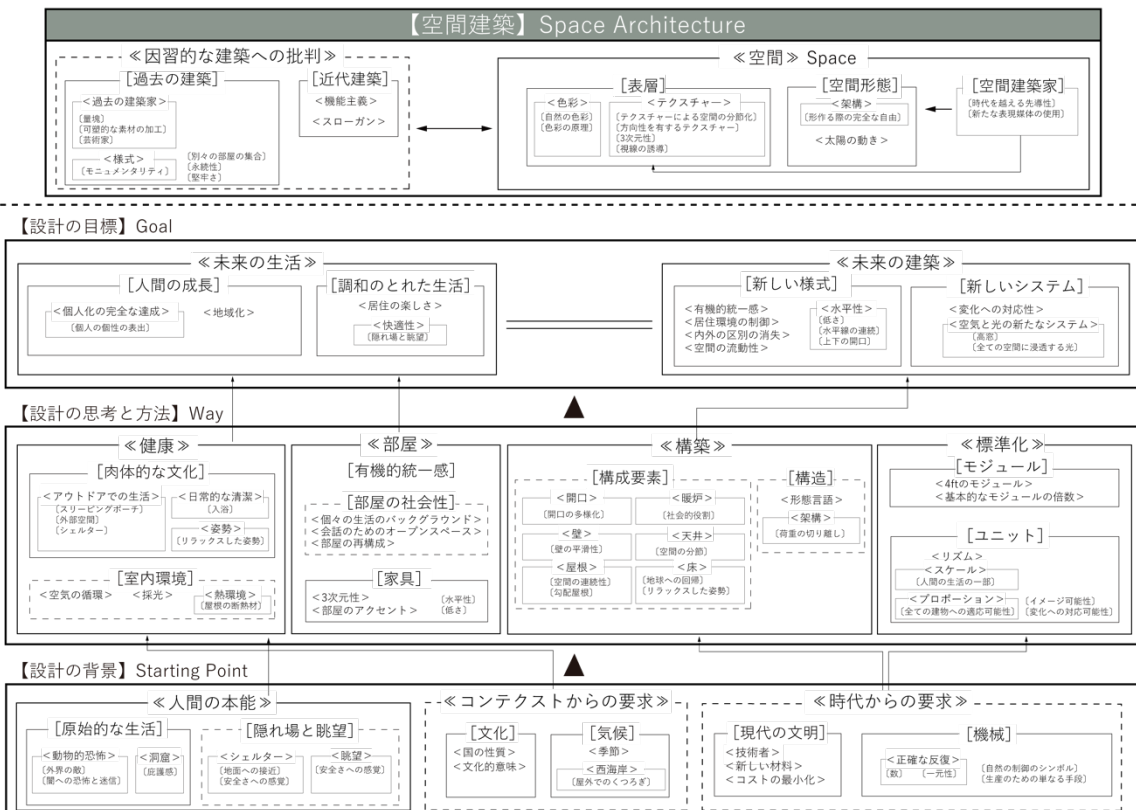 【空間建築】Space Architecture
≪因習的な建築への批判≫
[過去の建築]
<過去の建築家>
〔量塊〕
〔可塑的な素材の加工〕
〔芸術家〕
<様式>
〔モニュメンタリティ〕
〔別々の部屋の集合〕
〔永続性〕
〔堅牢さ〕
[近代建築]
<機能主義>
<スローガン>
≪空間≫ Space
[表層]
<色彩>
〔自然の色彩〕
〔色彩の原理〕
<テクスチャー>
〔テクスチャーによる空間の分節化〕
〔方向性を有するテクスチャー〕
〔3次元性〕
〔視線の誘導〕
[空間形態]
<架構>
〔形作る際の完全な自由〕
<太陽の動き>
[空間建築家]
〔時代を越える先導性〕
〔新たな表現媒体の使用〕
【設計の目標】Goal
≪未来の生活≫
[人間の成長]
<個人化の完全な達成>
〔個人の個性の表出〕
<地域化>
[調和のとれた生活]
<居住の楽しさ>
<快適性>
〔隠れ場と眺望〕
≪未来の建築≫
[新しい様式]
<有機的統一感>
<居住環境の制御>
<内外の区別の消失>
<空間の流動性>
<水平性>
〔低さ〕
〔水平線の連続〕
〔上下の開口〕
[新しいシステム]
<変化への対応性>
<空気と光の新たなシステム>
〔高窓〕
〔全ての空間に浸透する光〕
【設計の思考と方法】Way
≪健康≫
[肉体的な文化]
<アウトドアでの生活>
〔スリーピングポーチ〕
〔外部空間〕
〔シェルター〕
<日常的な清潔>
〔入浴〕
<姿勢>
〔リラックスした姿勢〕
[室内環境]
<空気の循環>
<採光>
<熱環境>
〔屋根の断熱材〕
≪部屋≫
[有機的統一感]
[部屋の社会性]
<個々の生活のバックグラウンド>
<会話のためのオープンスペース>
<部屋の再構成>
[家具]
<3次元性>
<部屋のアクセント>
〔水平性〕
〔低さ〕
≪構築≫
[構成要素]
<開口>
〔開口の多様化〕
<暖炉>
〔社会的役割〕
<壁>
〔壁の平滑性〕
<天井>
〔空間の分節〕
<屋根>
〔空間の連続性〕
〔勾配屋根〕
<床>
〔地球への回帰〕
〔リラックスした姿勢〕
[構造]
<形態言語>
<架構>
〔荷重の切り離し〕
≪標準化≫
[モジュール]
<4ftのモジュール>
<基本的なモジュールの倍数>
[ユニット]
<リズム>
<スケール>
〔人間の生活の一部〕
<プロポーション>
〔全ての建物への適応可能性〕
〔イメージ可能性〕
〔変化への対応可能性〕
【設計の背景】Starting Point
≪人間の本能≫
[原始的な生活]
<動物的恐怖>
〔外界の敵〕
〔闇への恐怖と迷信〕
<洞窟>
〔庇護感〕
[隠れ場と眺望]
<シェルター>
〔地面への接近〕
〔安全さへの感覚〕
<眺望>
〔安全さへの感覚〕
≪コンテクストからの要求≫
[文化]
<国の性質>
<文化的意味>
[気候]
<季節>
<西海岸>
〔屋外でのくつろぎ〕
≪時代からの要求≫
[現代の文明]
<技術者>
<新しい材料>
<コストの最小化>
[機械]
<正確な反復>
〔数〕 〔一元性〕
〔自然の制御のシンボル〕
〔生産のための単なる手段〕